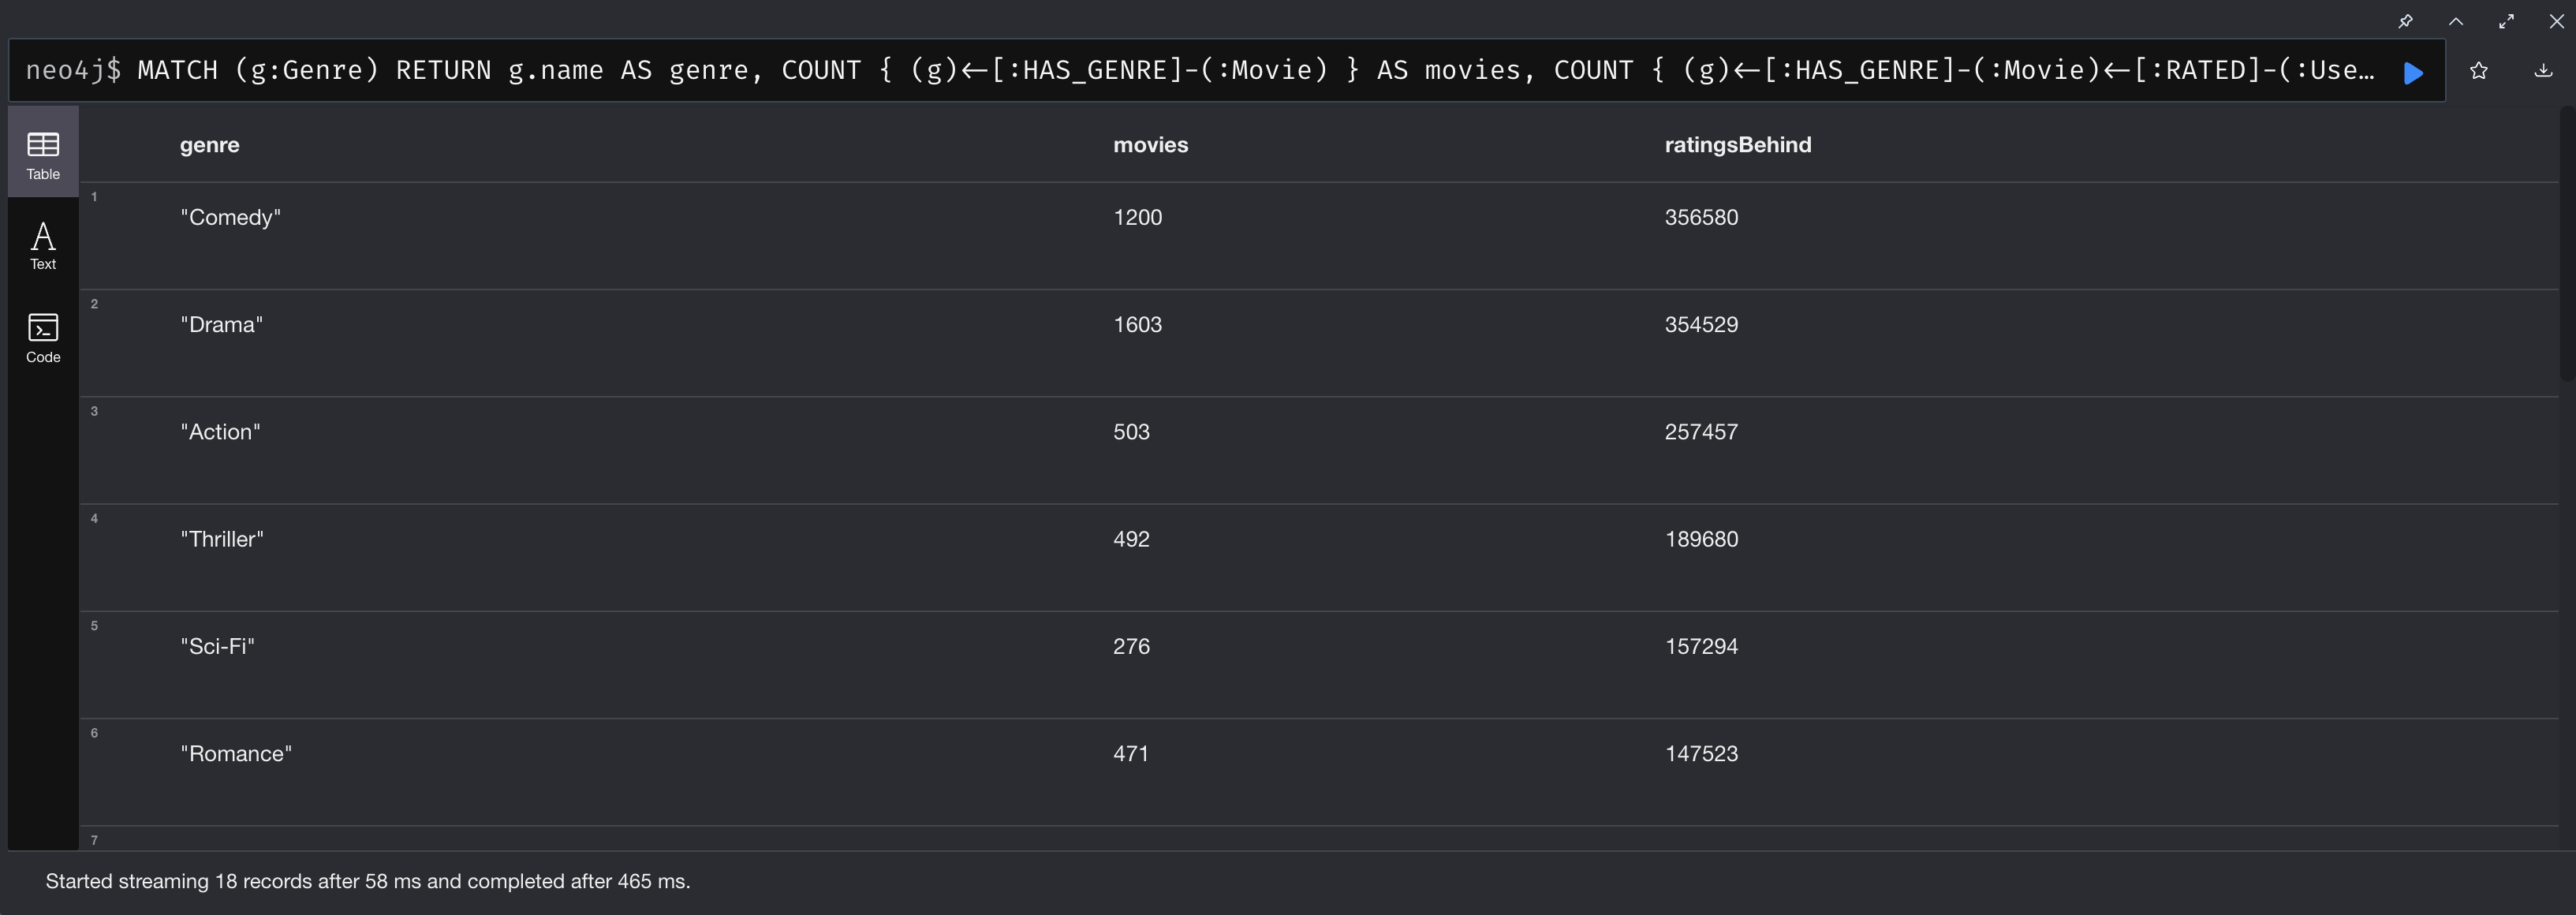 neo4j$ MATCH (g:Genre) RETURN g.name AS genre, COUNT { (g)<-[:HAS_GENRE]-(:Movie) } AS movies, COUNT { (g)<-[:HAS_GENRE]-(:Movie)<-[:RATED]-(:Use…
Table
Text
Code
genre movies ratingsBehind
1 "Comedy" 1200 356580
2 "Drama" 1603 354529
3 "Action" 503 257457
4 "Thriller" 492 189680
5 "Sci-Fi" 276 157294
6 "Romance" 471 147523
7
Started streaming 18 records after 58 ms and completed after 465 ms.